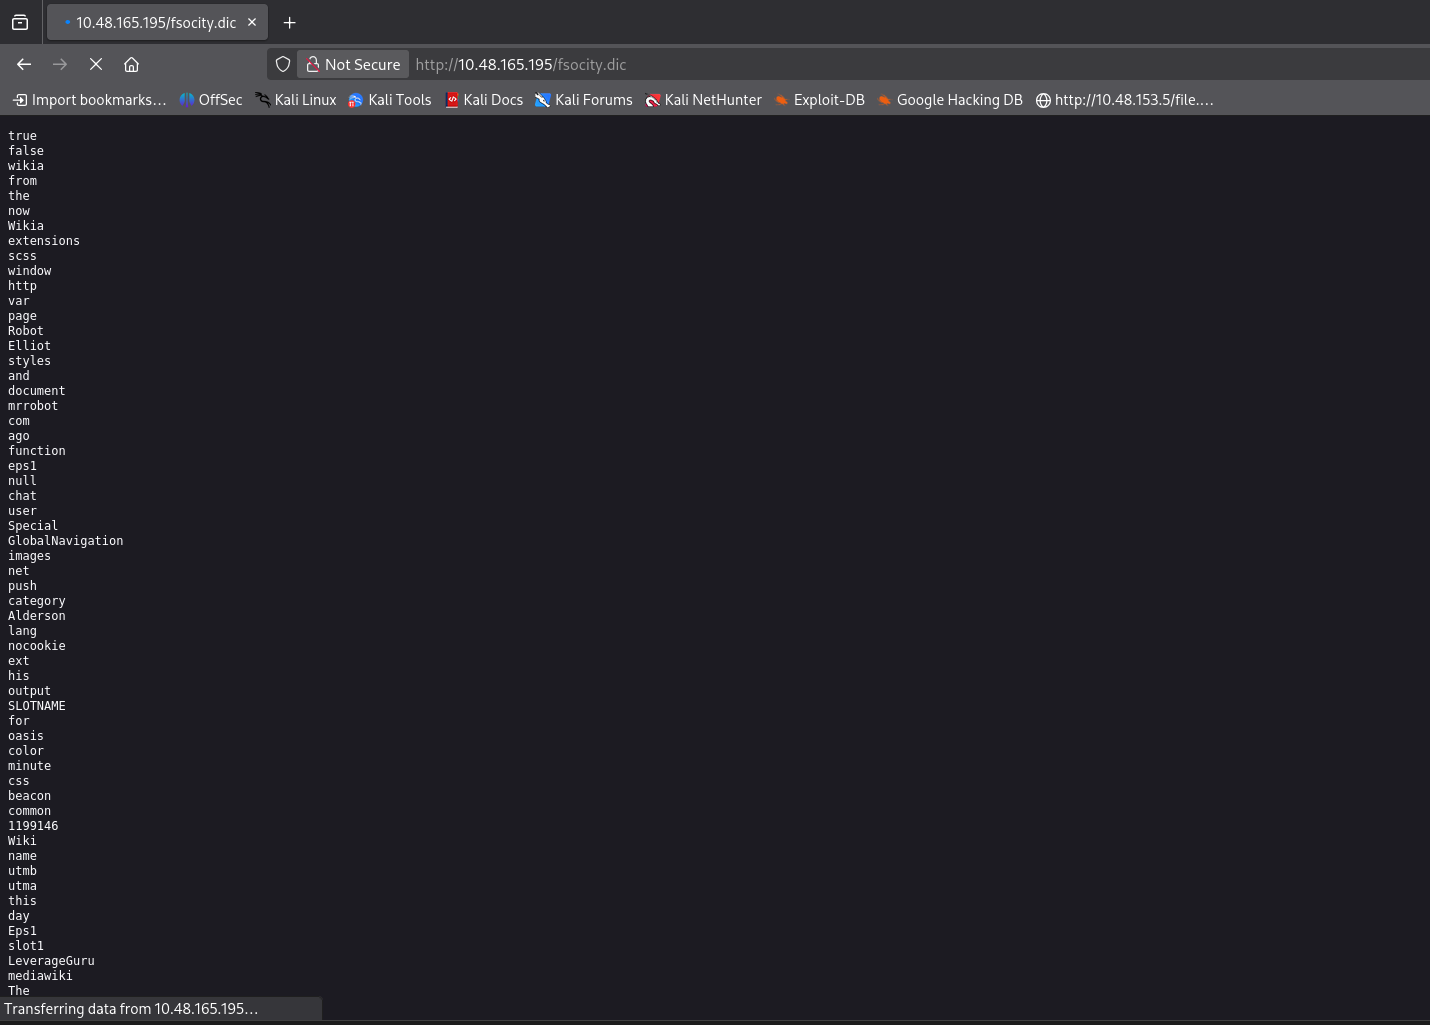 10.48.165.195/fsocity.dic
Not Secure http://10.48.165.195/fsocity.dic
Import bookmarks… OffSec Kali Linux Kali Tools Kali Docs Kali Forums Kali NetHunter Exploit-DB Google Hacking DB http://10.48.153.5/file.…
true
false
wikia
from
the
now
Wikia
extensions
scss
window
http
var
page
Robot
Elliot
styles
and
document
mrrobot
com
ago
function
eps1
null
chat
user
Special
GlobalNavigation
images
net
push
category
Alderson
lang
nocookie
ext
his
output
SLOTNAME
for
oasis
color
minute
css
beacon
common
1199146
Wiki
name
utmb
utma
this
day
Eps1
slot1
LeverageGuru
mediawiki
The
Transferring data from 10.48.165.195…